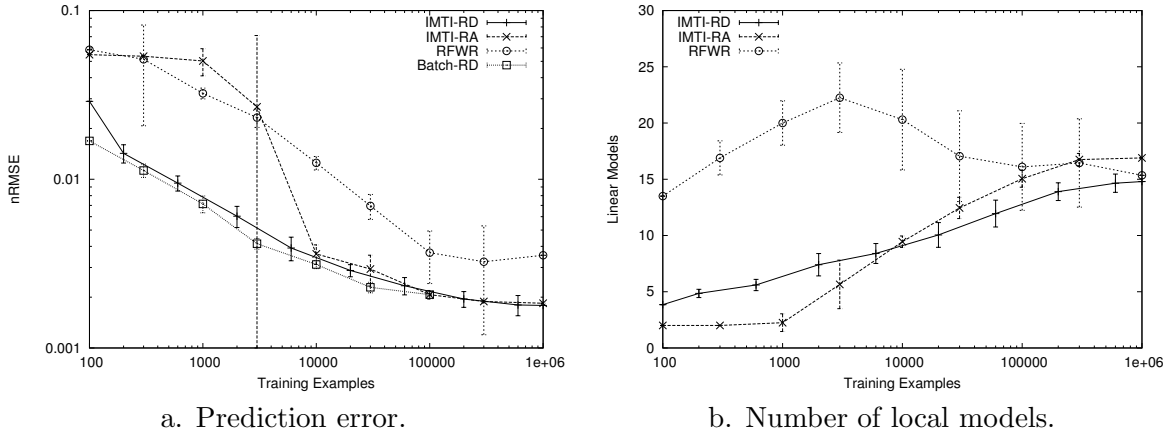 0.1
0.01
0.001
nRMSE
100
1000
10000
100000
1e+06
Training Examples
IMTI-RD
IMTI-RA
RFWR
Batch-RD
a. Prediction error.
30
25
20
15
10
5
0
Linear Models
100
1000
10000
100000
1e+06
Training Examples
IMTI-RD
IMTI-RA
RFWR
b. Number of local models.